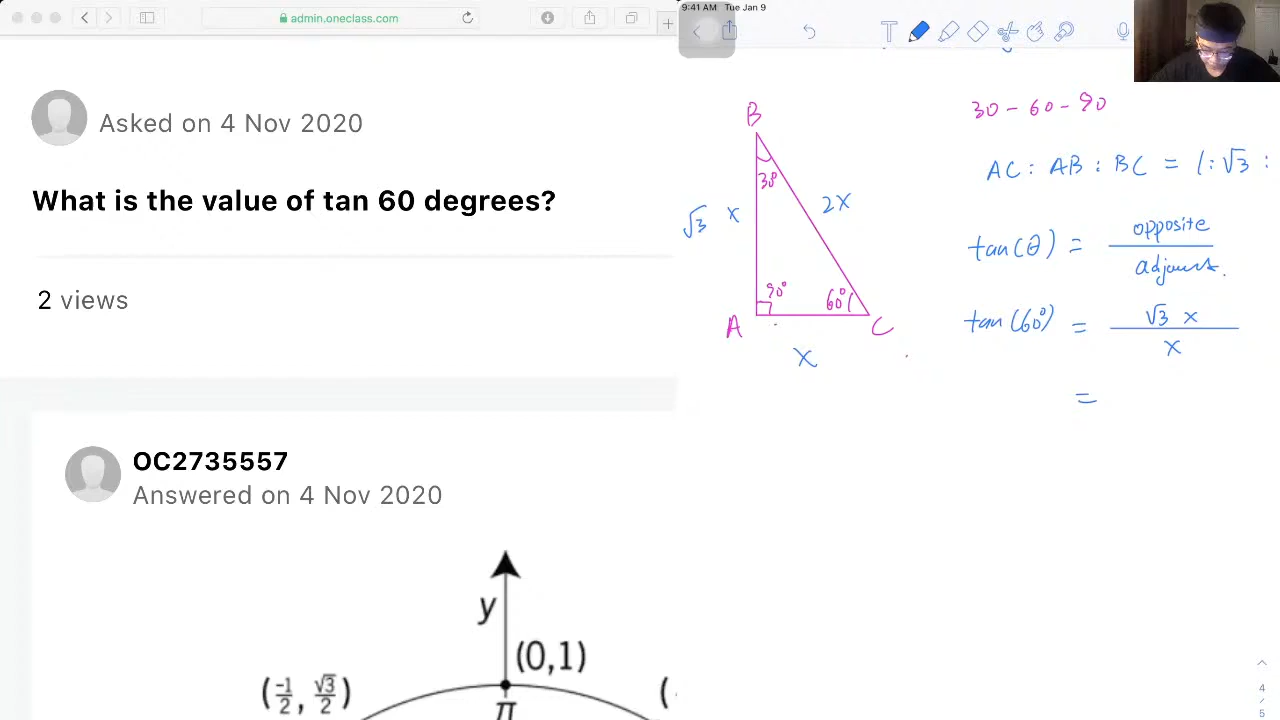 admin.oneclass.com
Asked on 4 Nov 2020
What is the value of tan 60 degrees?
2 views
OC2735557
Answered on 4 Nov 2020
y
(0,1)
(-1/2, √3/2)
(
π
9:41 AM Tue Jan 9
T
30 - 60 - 90
B
AC : AB : BC = 1 : √3 :
30°
√3 x
2x
tan(θ) = opposite /
90°
60°
A
C
x
tan(60°) = √3 x / x
=
4
/
5